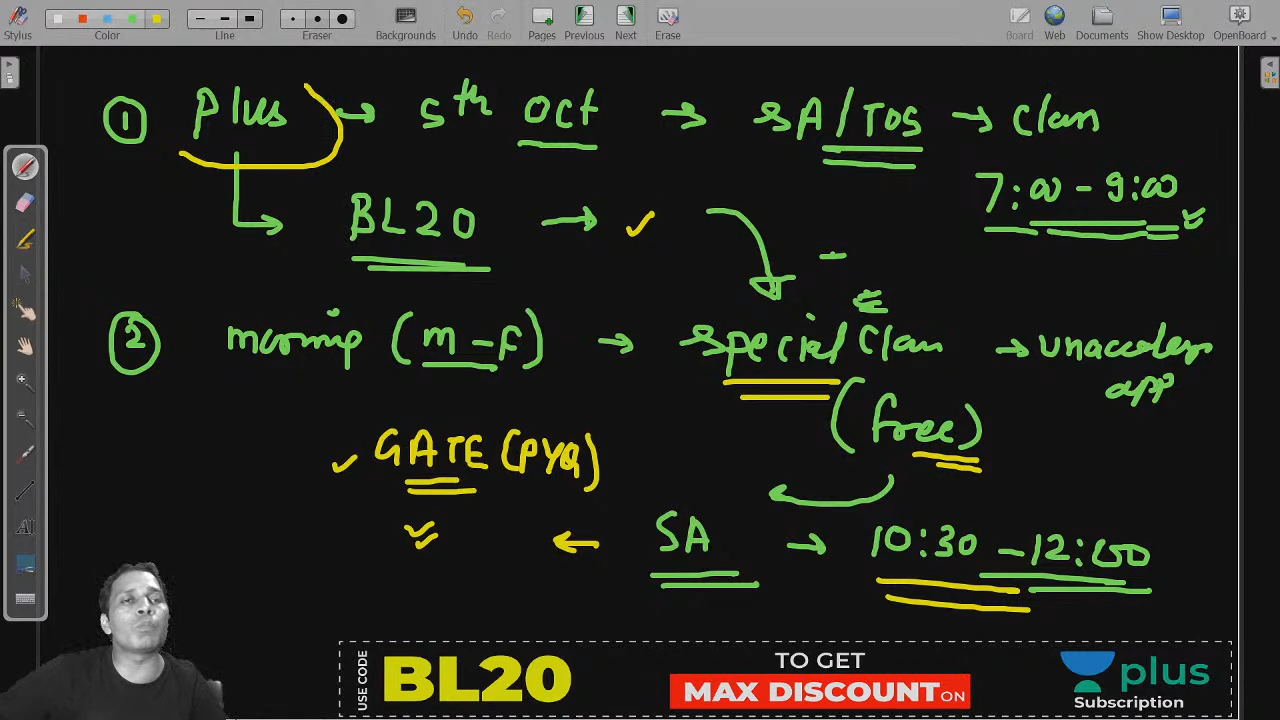 Stylus Color Line Eraser Backgrounds Undo Redo Pages Previous Next Erase Board Web Documents Show Desktop OpenBoard
① Plus → 5th Oct → SA/TOS → Class
7:00 - 9:00
↳ BL20 → ✓
② morning (M-F) → special class → unacademy app
(free)
✓ GATE (PYQ)
← SA → 10:30 - 12:00
USE CODE BL20 TO GET MAX DISCOUNT ON plus Subscription